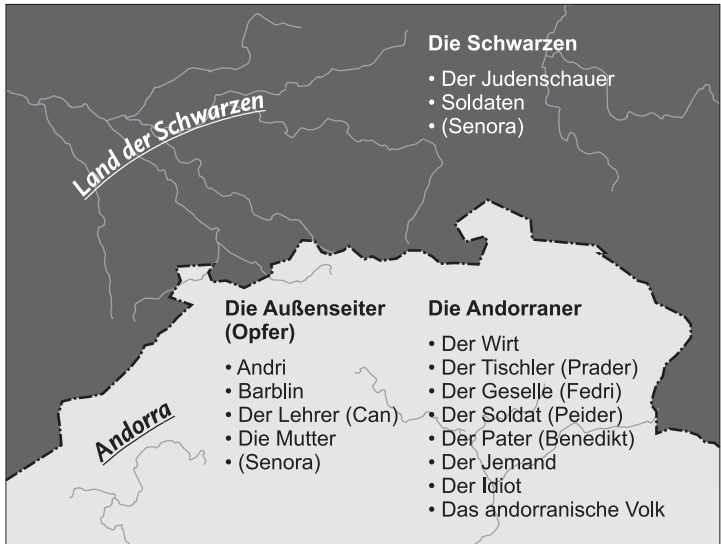 Die Schwarzen
• Der Judenschauer
• Soldaten
• (Senora)
Land der Schwarzen
Die Außenseiter
(Opfer)
• Andri
• Barblin
• Der Lehrer (Can)
• Die Mutter
• (Senora)
Die Andorraner
• Der Wirt
• Der Tischler (Prader)
• Der Geselle (Fedri)
• Der Soldat (Peider)
• Der Pater (Benedikt)
• Der Jemand
• Der Idiot
• Das andorranische Volk
Andorra